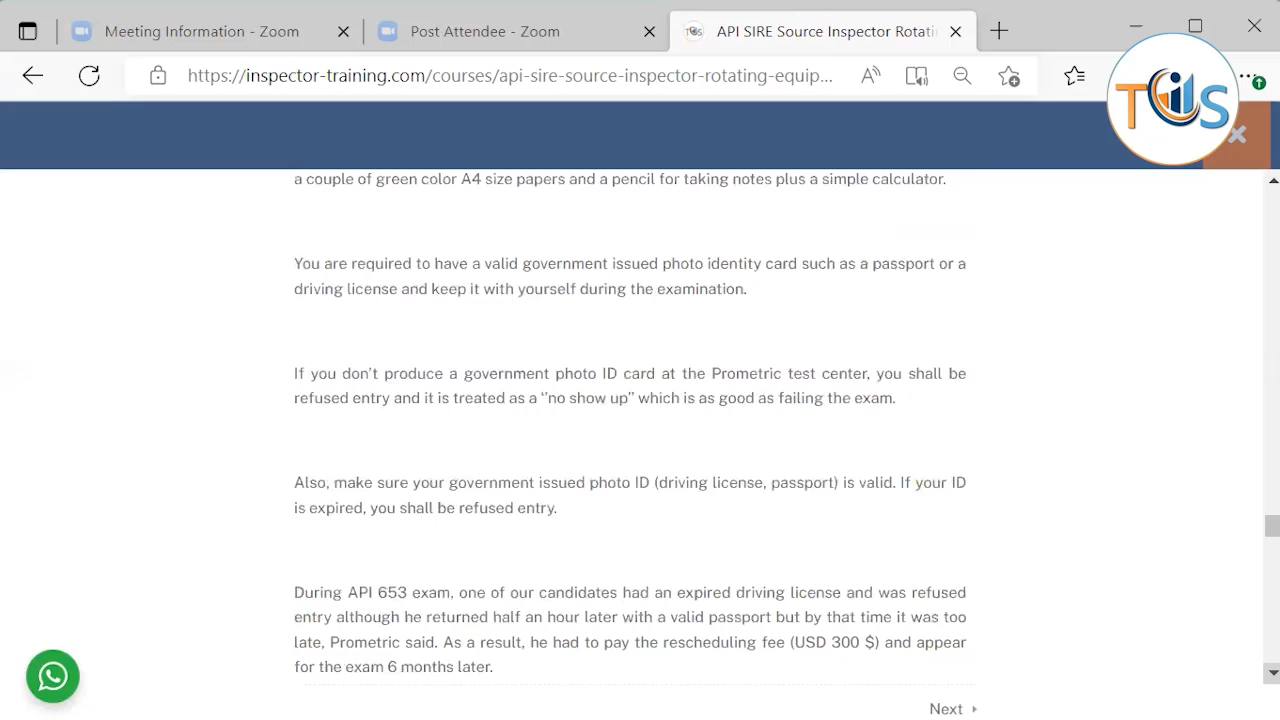 Meeting Information - Zoom
Post Attendee - Zoom
API SIRE Source Inspector Rotati
https://inspector-training.com/courses/api-sire-source-inspector-rotating-equip...
TIS
a couple of green color A4 size papers and a pencil for taking notes plus a simple calculator.
You are required to have a valid government issued photo identity card such as a passport or a
driving license and keep it with yourself during the examination.
If you don’t produce a government photo ID card at the Prometric test center, you shall be
refused entry and it is treated as a ‘’no show up’’ which is as good as failing the exam.
Also, make sure your government issued photo ID (driving license, passport) is valid. If your ID
is expired, you shall be refused entry.
During API 653 exam, one of our candidates had an expired driving license and was refused
entry although he returned half an hour later with a valid passport but by that time it was too
late, Prometric said. As a result, he had to pay the rescheduling fee (USD 300 $) and appear
for the exam 6 months later.
Next